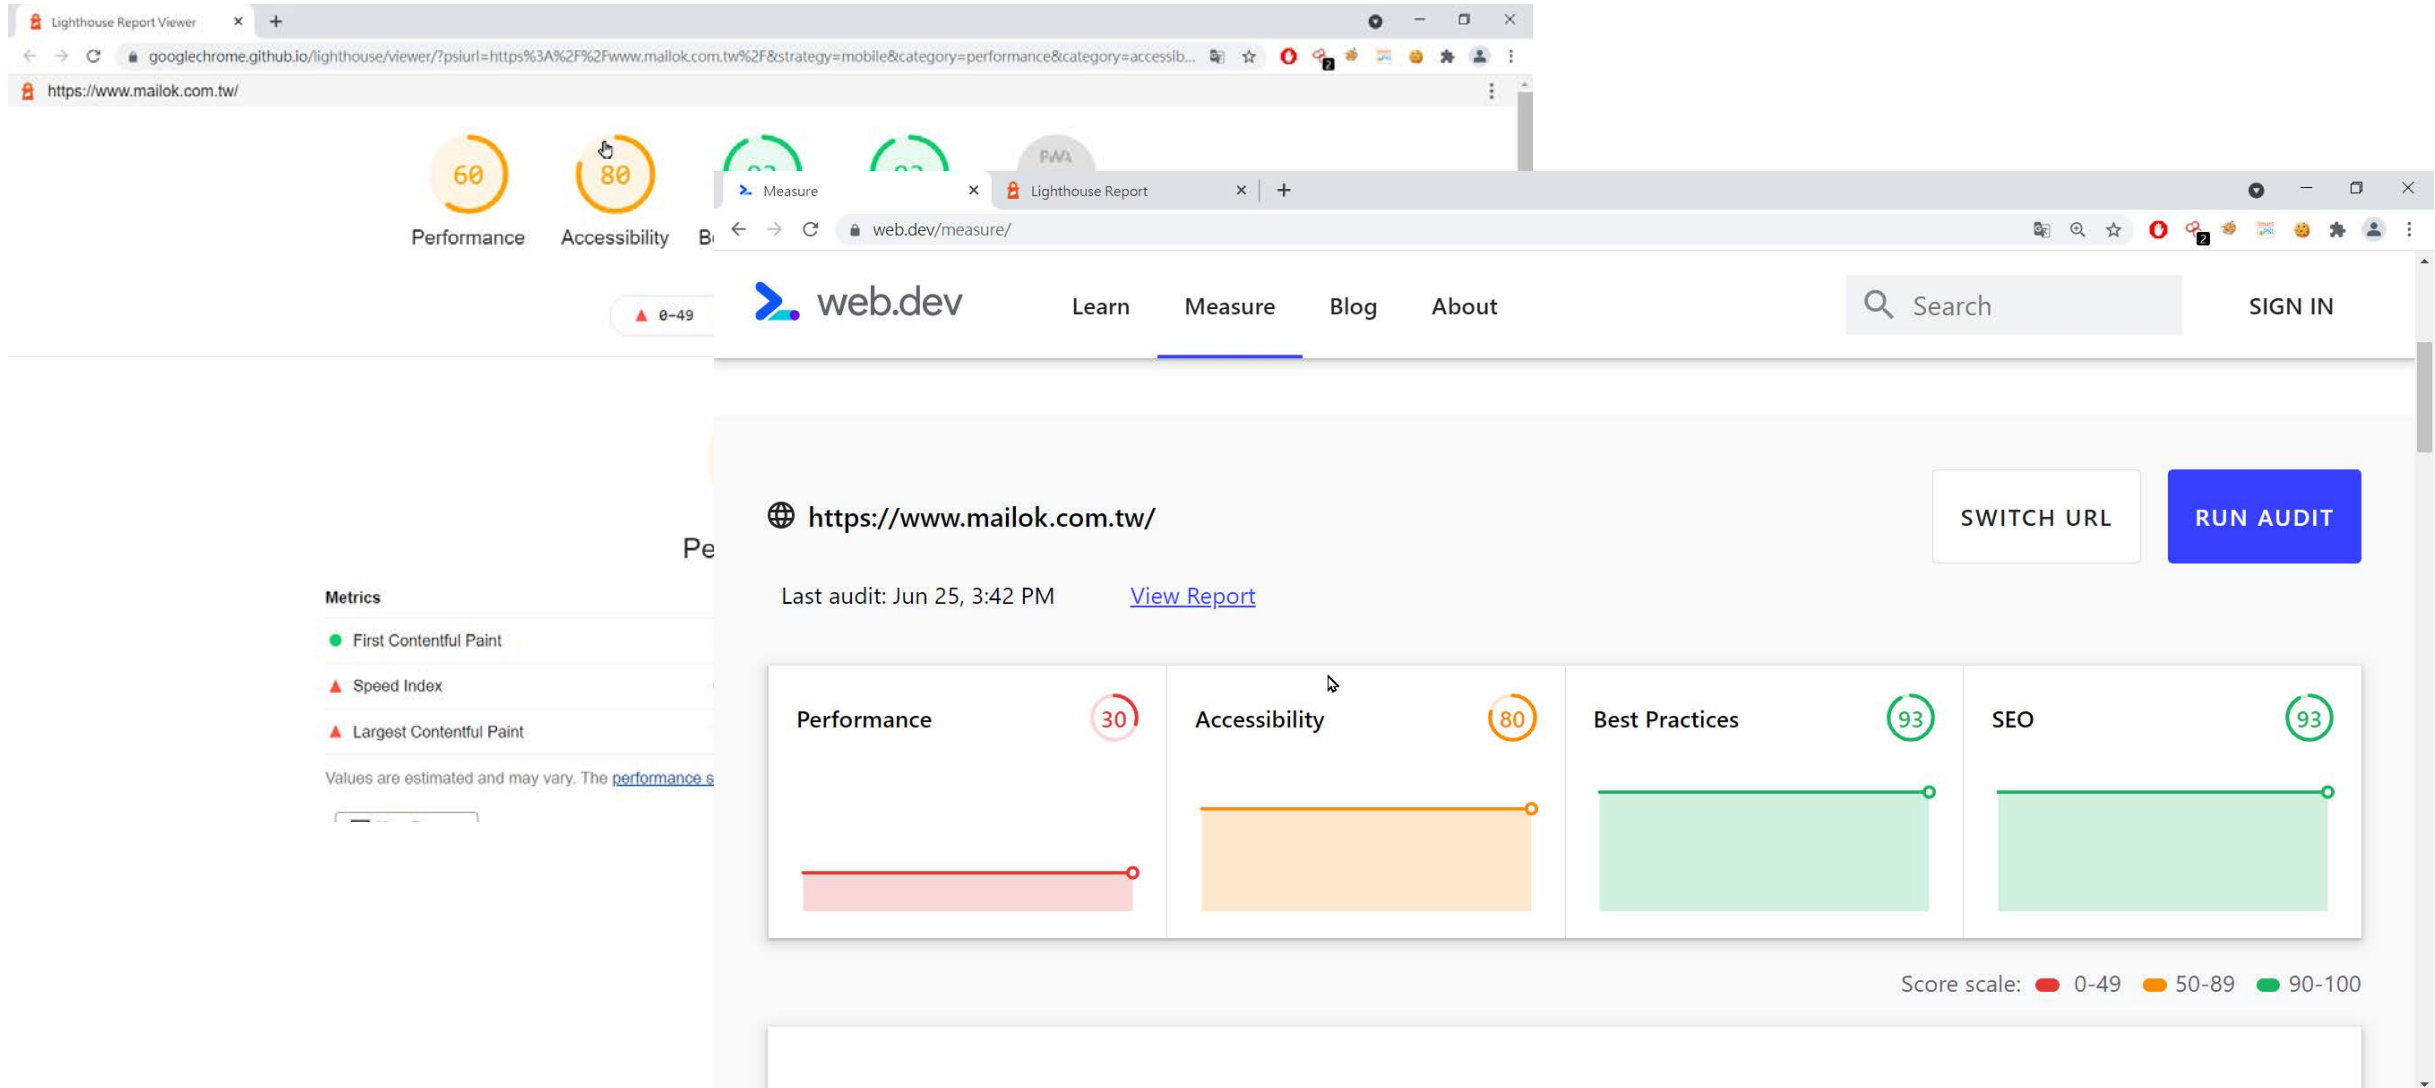 Lighthouse Report Viewer
googlechrome.github.io/lighthouse/viewer/?psiurl=https%3A%2F%2Fwww.mailok.com.tw%2F&strategy=mobile&category=performance&category=accessib...
2
https://www.mailok.com.tw/
60
80
PWA
Performance
Accessibility
0-49
Metrics
First Contentful Paint
Speed Index
Largest Contentful Paint
Values are estimated and may vary. The performance s
Measure
Lighthouse Report
web.dev/measure/
2
web.dev
Learn
Measure
Blog
About
Search
SIGN IN
https://www.mailok.com.tw/
SWITCH URL
RUN AUDIT
Last audit: Jun 25, 3:42 PM
View Report
Performance
30
Accessibility
80
Best Practices
93
SEO
93
Score scale:
0-49
50-89
90-100